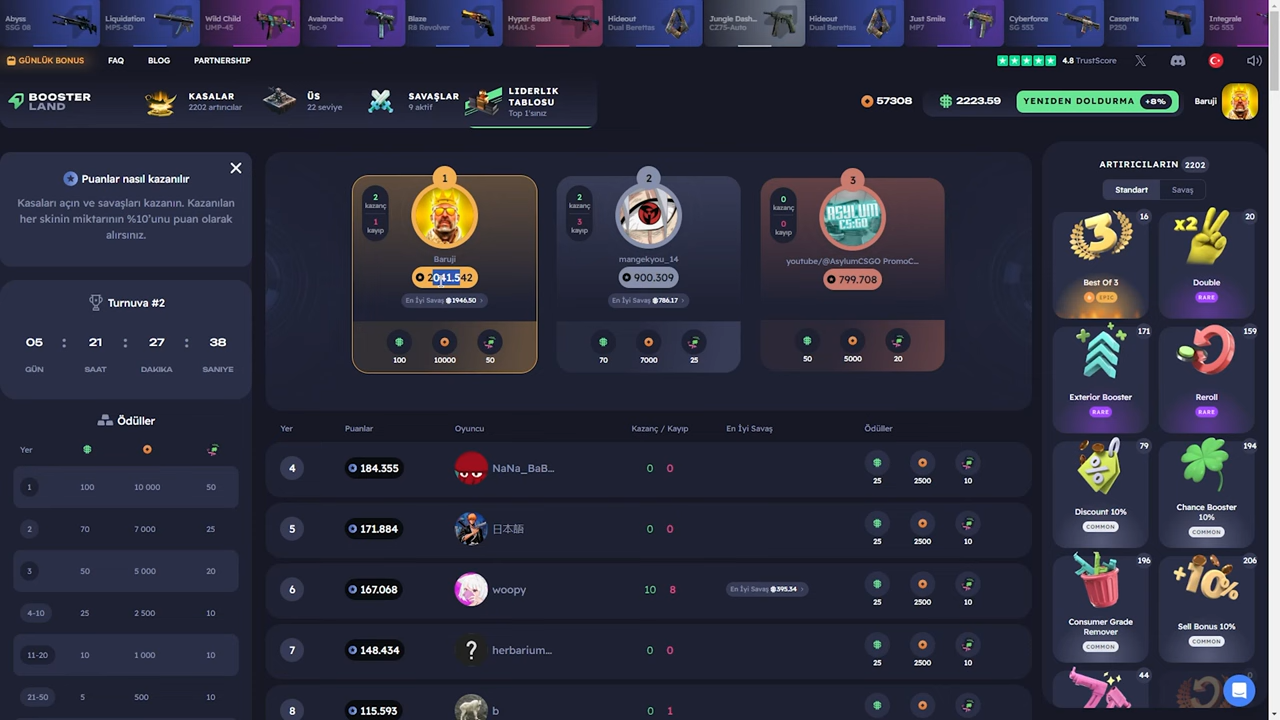 Abyss
SSG 08
Liquidation
MP5-SD
Wild Child
UMP-45
Avalanche
Tec-9
Blaze
R8 Revolver
Hyper Beast
M4A1-S
Hideout
Dual Berettas
Jungle Dash...
CZ75-Auto
Hideout
Dual Berettas
Just Smile
MP7
Cyberforce
SG 553
Cassette
P250
Integrale
SG 553
GÜNLÜK BONUS
FAQ
BLOG
PARTNERSHIP
4.8 TrustScore
BOOSTER
LAND
KASALAR
2202 artırıcılar
ÜS
22 seviye
SAVAŞLAR
9 aktif
LIDERLIK
TABLOSU
Top 1'sınız
57308
2223.59
YENIDEN DOLDURMA +8%
Baruji
Puanlar nasıl kazanılır
Kasaları açın ve savaşları kazanın. Kazanılan
her skinin miktarının %10'unu puan olarak
alırsınız.
Turnuva #2
05 : 21 : 27 : 38
GÜN SAAT DAKIKA SANIYE
Ödüller
Yer
1 100 10 000 50
2 70 7 000 25
3 50 5 000 20
4-10 25 2 500 10
11-20 10 1 000 10
21-50 5 500 10
1
2
kazanç
1
kayıp
Baruji
2041.542
En İyi Savaş 1946.50
100 10000 50
2
2
kazanç
3
kayıp
mangekyou_14
900.309
En İyi Savaş 786.17
70 7000 25
3
0
kazanç
0
kayıp
youtube/@AsylumCSGO PromoC...
ASYLUM
CS:GO
799.708
50 5000 20
Yer Puanlar Oyuncu Kazanç / Kayıp En İyi Savaş Ödüller
4 184.355 NaNa_BaB... 0 0
25 2500 10
5 171.884 日本語 0 0
25 2500 10
6 167.068 woopy 10 8 En İyi Savaş 395.34
25 2500 10
7 148.434 herbarium... 0 0
25 2500 10
8 115.593 b 0 1
ARTIRICILARIN 2202
Standart Savaş
16
3
Best Of 3
EPIC
20
x2
Double
RARE
171
Exterior Booster
RARE
159
Reroll
RARE
79
%
Discount 10%
COMMON
194
Chance Booster
10%
COMMON
196
Consumer Grade
Remover
COMMON
206
+10%
Sell Bonus 10%
COMMON
44